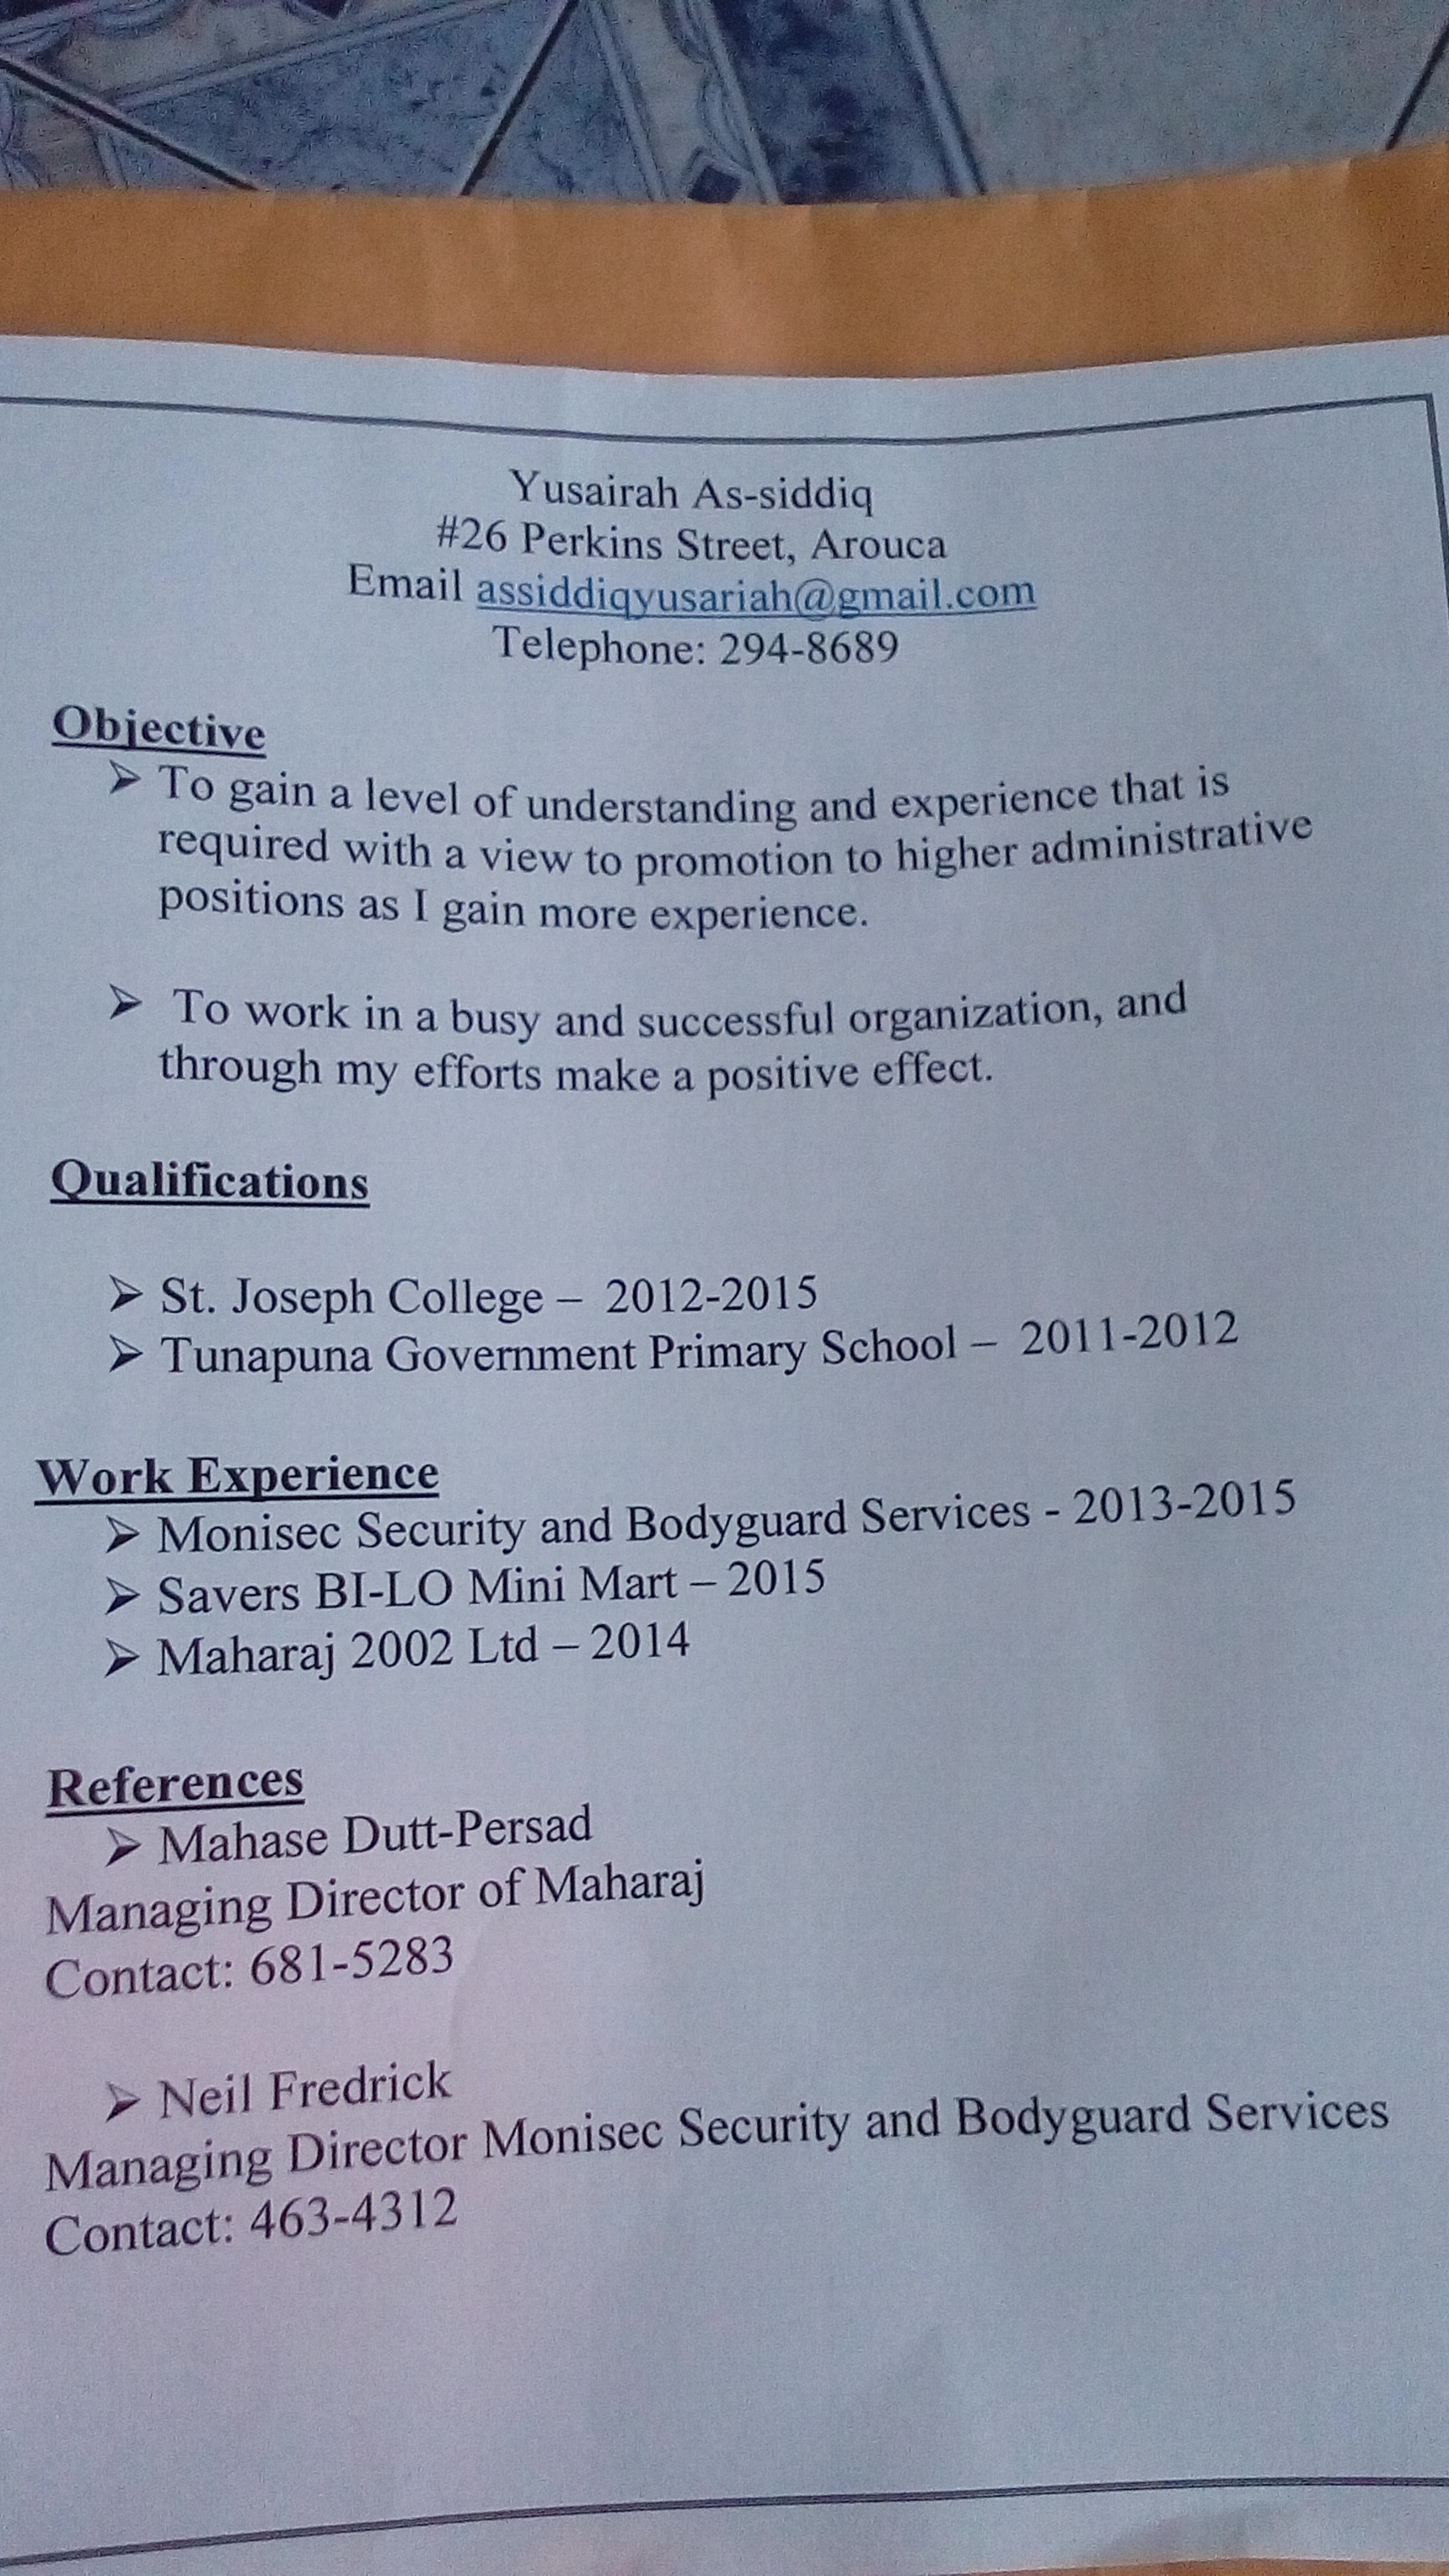 Yusairah As-siddiq
#26 Perkins Street, Arouca
Email assiddiqyusariah@gmail.com
Telephone: 294-8689
Objective
➢ To gain a level of understanding and experience that is
required with a view to promotion to higher administrative
positions as I gain more experience.
➢ To work in a busy and successful organization, and
through my efforts make a positive effect.
Qualifications
➢ St. Joseph College – 2012-2015
➢ Tunapuna Government Primary School – 2011-2012
Work Experience
➢ Monisec Security and Bodyguard Services - 2013-2015
➢ Savers BI-LO Mini Mart – 2015
➢ Maharaj 2002 Ltd – 2014
References
➢ Mahase Dutt-Persad
Managing Director of Maharaj
Contact: 681-5283
➢ Neil Fredrick
Managing Director Monisec Security and Bodyguard Services
Contact: 463-4312